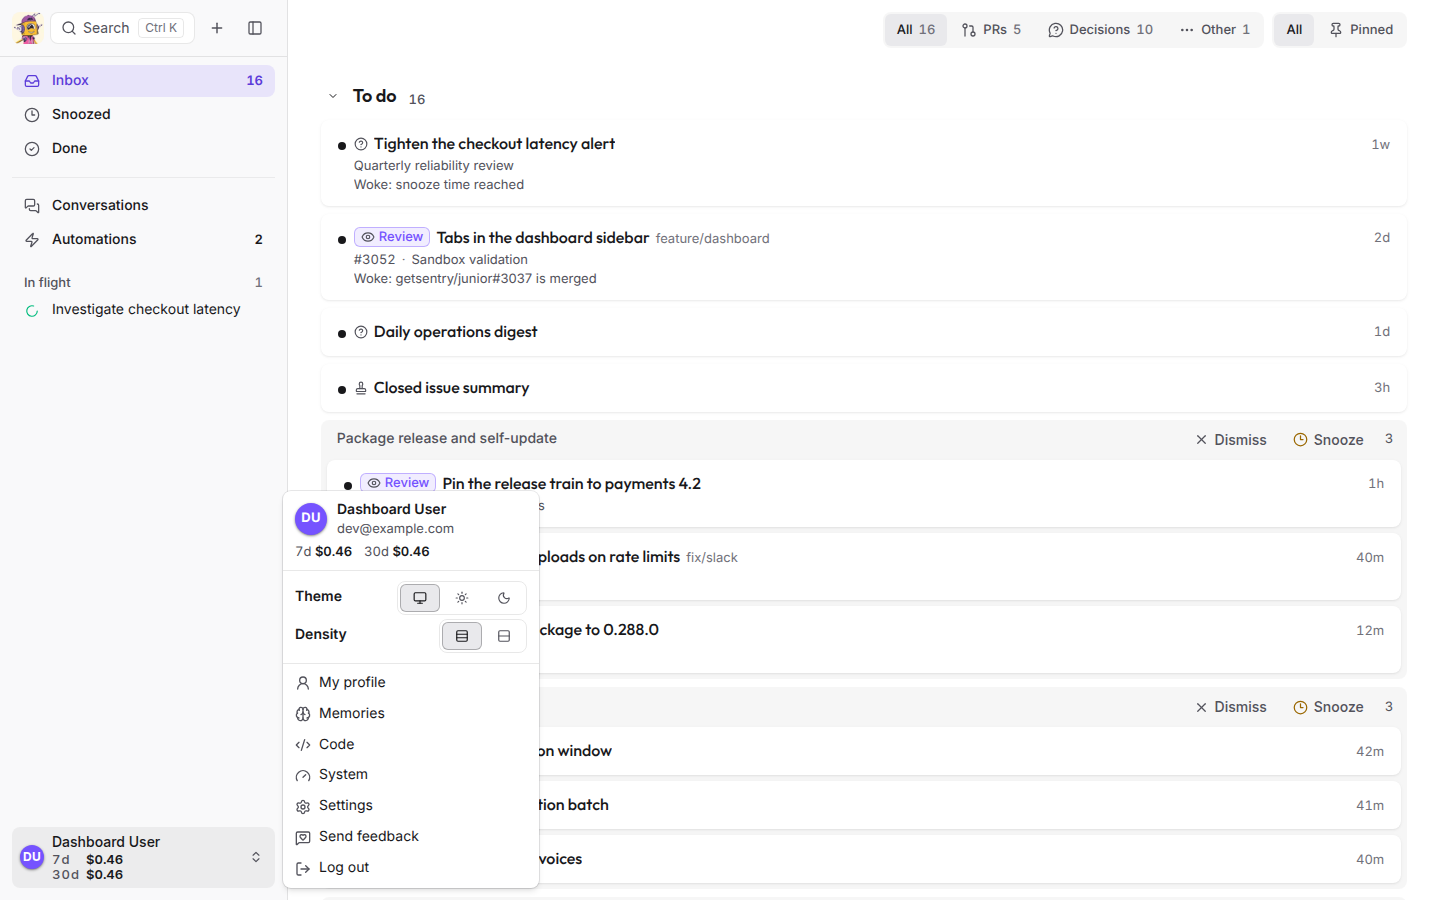 Search Ctrl K
Inbox 16
Snoozed
Done
Conversations
Automations 2
In flight 1
Investigate checkout latency
DU Dashboard User
7d $0.46
30d $0.46
All 16 PRs 5 Decisions 10 Other 1 All Pinned
To do 16
Tighten the checkout latency alert 1w
Quarterly reliability review
Woke: snooze time reached
Review Tabs in the dashboard sidebar feature/dashboard 2d
#3052 · Sandbox validation
Woke: getsentry/junior#3037 is merged
Daily operations digest 1d
Closed issue summary 3h
Package release and self-update Dismiss Snooze 3
Review Pin the release train to payments 4.2 1h
s
ploads on rate limits fix/slack 40m
ckage to 0.288.0 12m
Dismiss Snooze 3
on window 42m
tion batch 41m
voices 40m
DU Dashboard User
dev@example.com
7d $0.46 30d $0.46
Theme
Density
My profile
Memories
Code
System
Settings
Send feedback
Log out